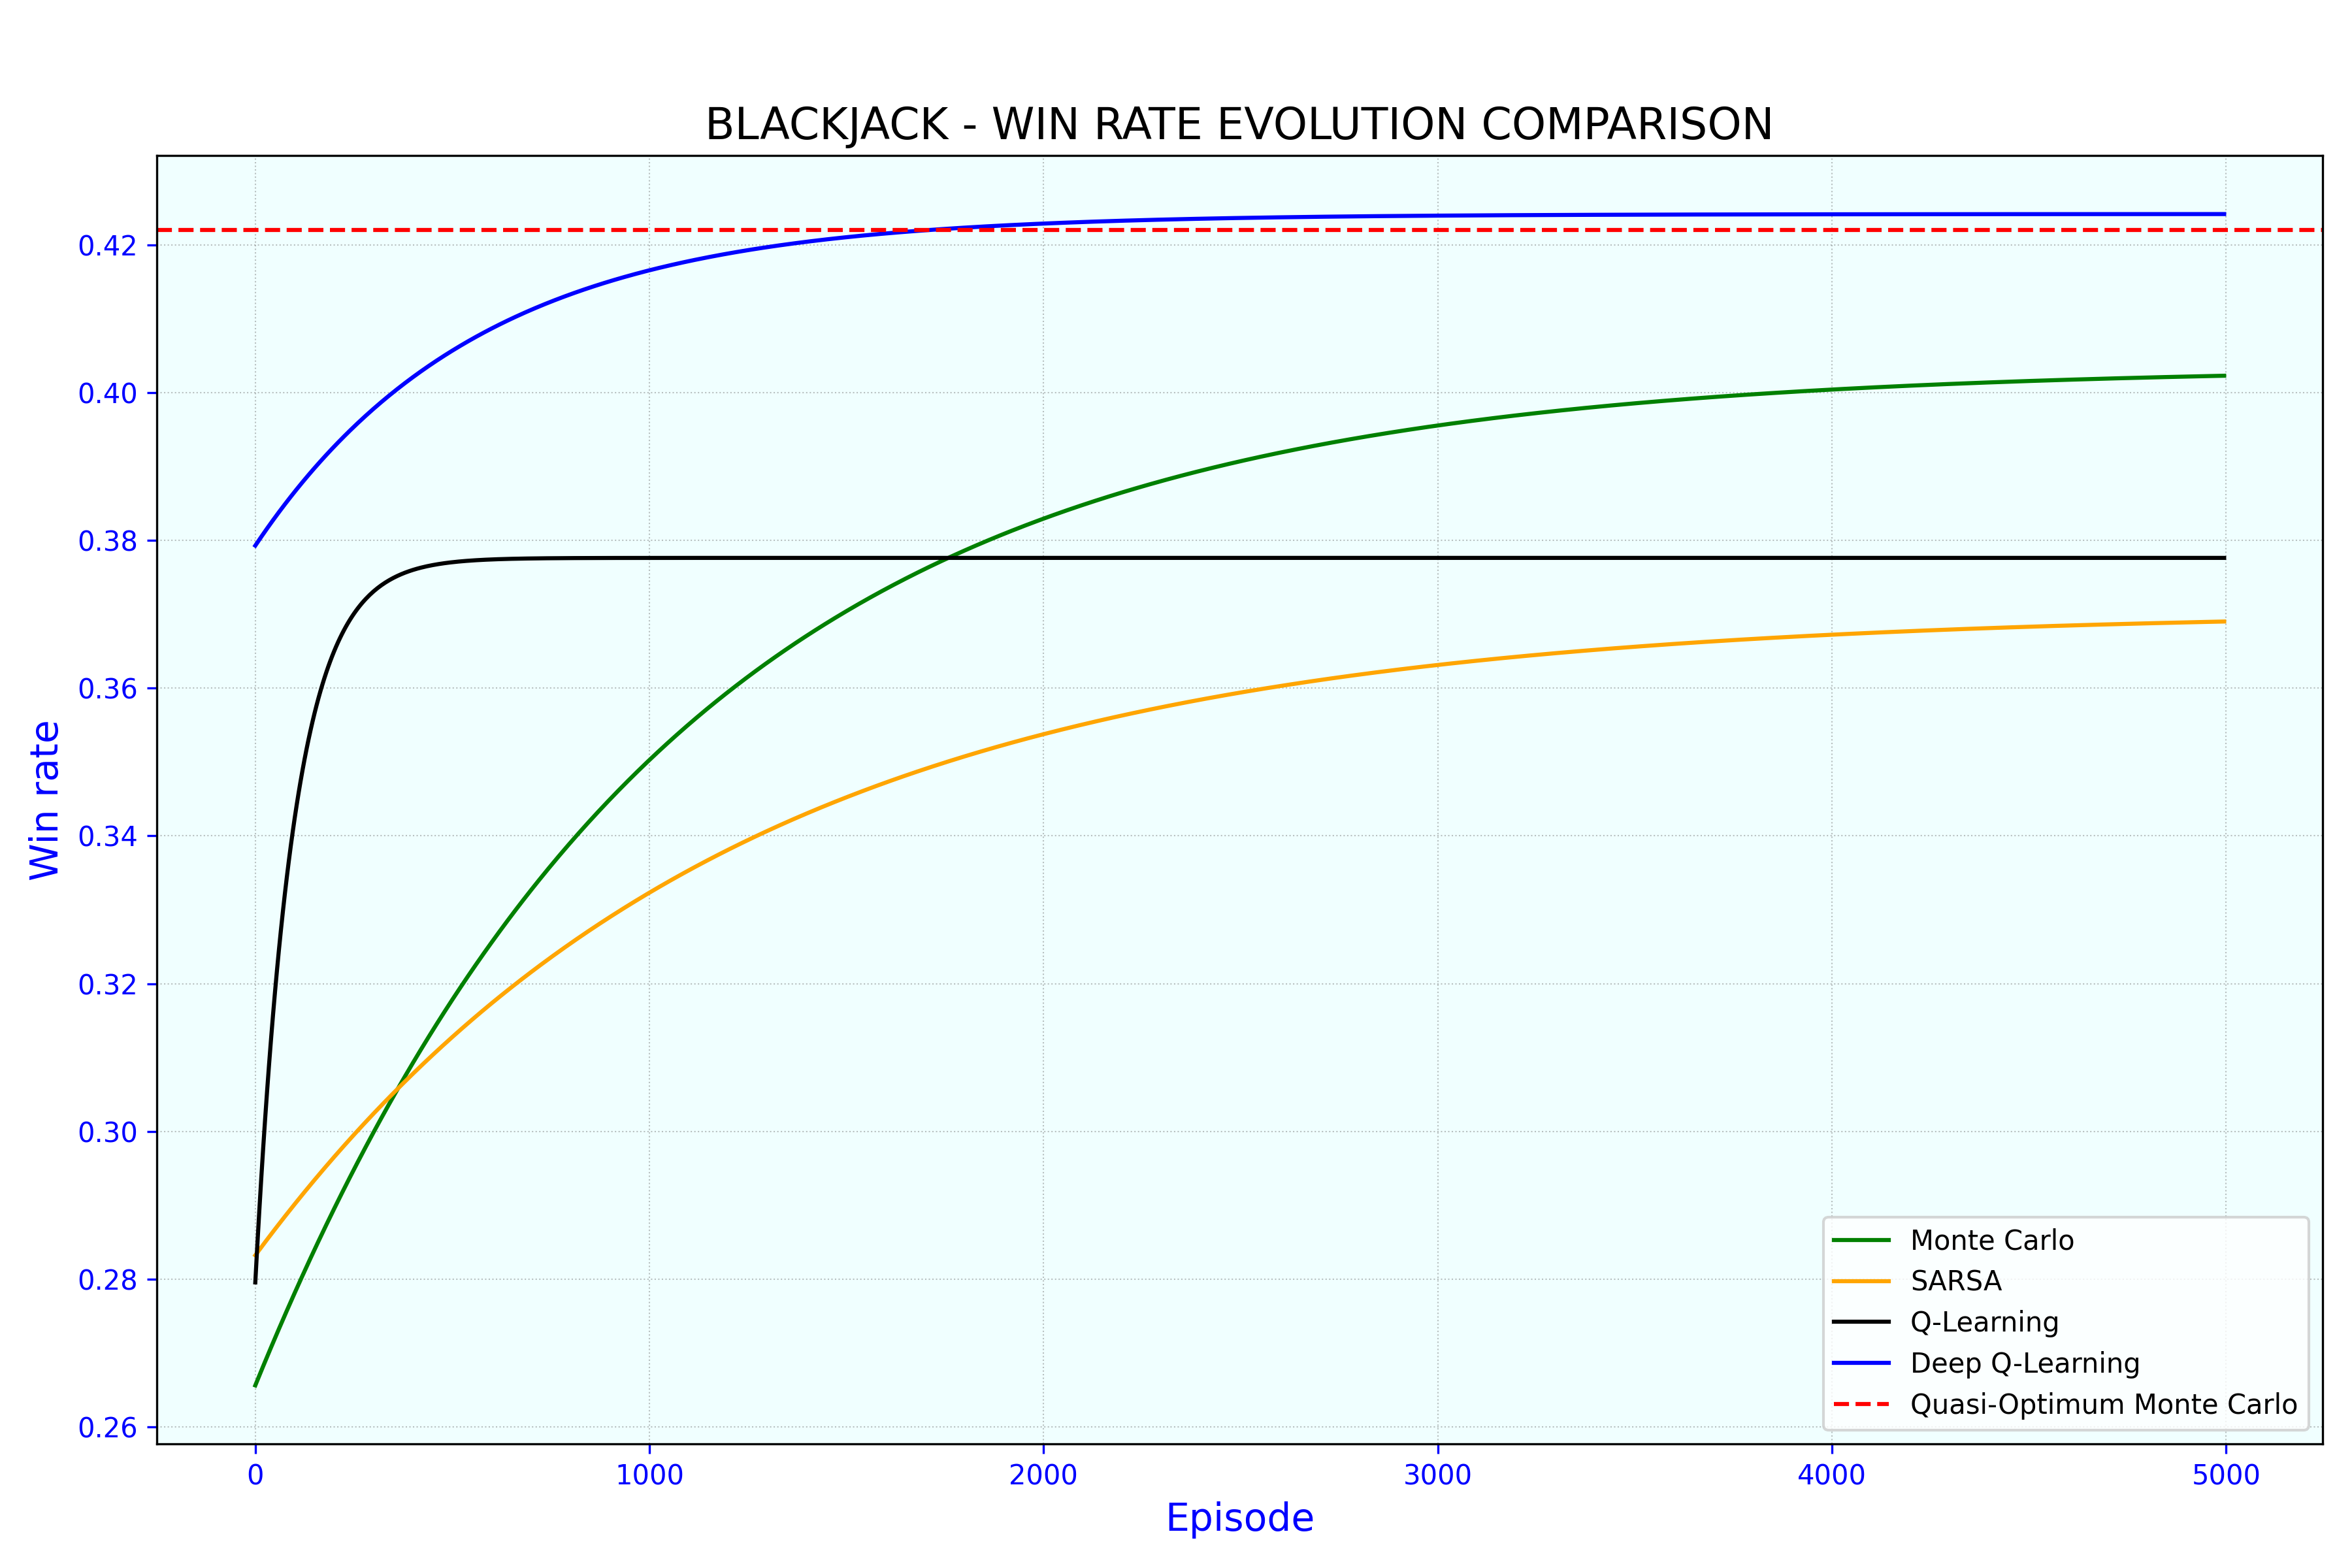 BLACKJACK - WIN RATE EVOLUTION COMPARISON
Win rate
0.42
0.40
0.38
0.36
0.34
0.32
0.30
0.28
0.26
0 1000 2000 3000 4000 5000
Episode
Monte Carlo
SARSA
Q-Learning
Deep Q-Learning
Quasi-Optimum Monte Carlo